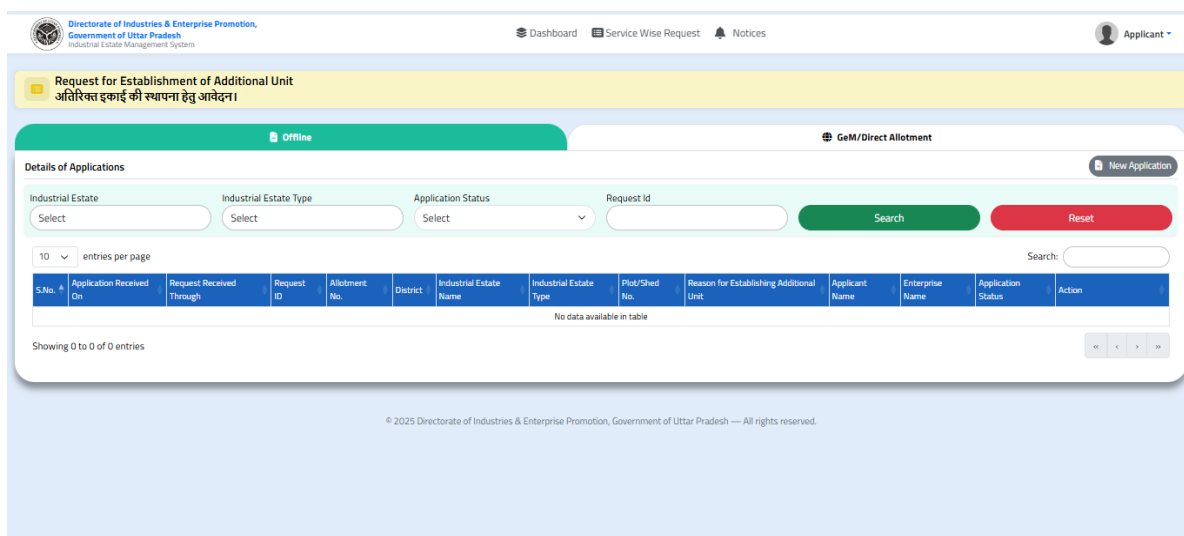 Directorate of Industries & Enterprise Promotion,
Government of Uttar Pradesh
Industrial Estate Management System
Dashboard
Service Wise Request
Notices
Applicant
Request for Establishment of Additional Unit
अतिरिक्त इकाई की स्थापना हेतु आवेदन।
Offline
GeM/Direct Allotment
Details of Applications
New Application
Industrial Estate
Industrial Estate Type
Application Status
Request Id
Select
Select
Select
Search
Reset
10 entries per page
Search:
S.No.
Application Received
On
Request Received
Through
Request
ID
Allotment
No.
District
Industrial Estate
Name
Industrial Estate
Type
Plot/Shed
No.
Reason for Establishing Additional
Unit
Applicant
Name
Enterprise
Name
Application
Status
Action
No data available in table
Showing 0 to 0 of 0 entries
« ‹ › »
© 2025 Directorate of Industries & Enterprise Promotion, Government of Uttar Pradesh — All rights reserved.